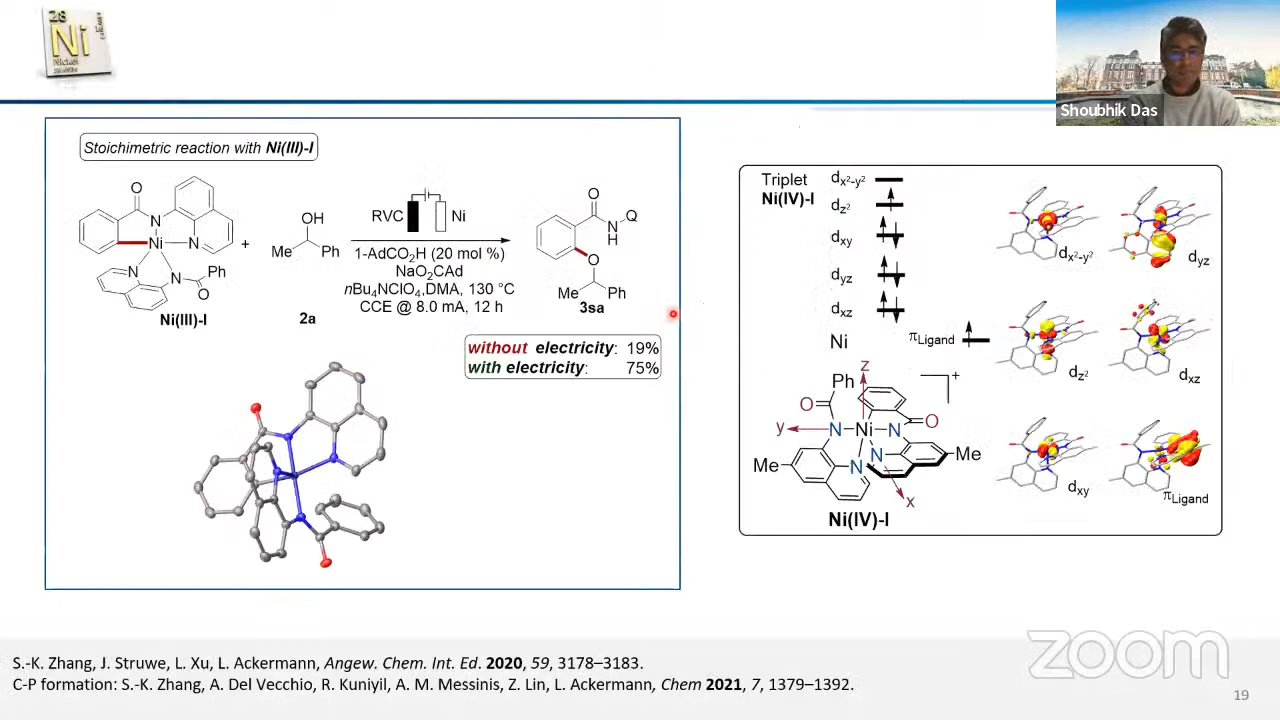 28
Ni
Nickel
Shoubhik Das
Stoichimetric reaction with Ni(III)-I
O
N
N
Ni
N
N
Ph
O
Ni(III)-I
+
OH
Me
Ph
2a
RVC
Ni
1-AdCO₂H (20 mol %)
NaO₂CAd
nBu₄NClO₄,DMA, 130 °C
CCE @ 8.0 mA, 12 h
O
N
H
Q
O
Me
Ph
3sa
without electricity: 19%
with electricity: 75%
Triplet
Ni(IV)-I
dx²-y²
dz²
dxy
dyz
dxz
Ni
πLigand
Ph
O
z
+
y
N
Ni
N
O
Me
N
N
Me
x
Ni(IV)-I
dx²-y²
dyz
dz²
dxz
dxy
πLigand
S.-K. Zhang, J. Struwe, L. Xu, L. Ackermann, Angew. Chem. Int. Ed. 2020, 59, 3178–3183.
C-P formation: S.-K. Zhang, A. Del Vecchio, R. Kuniyil, A. M. Messinis, Z. Lin, L. Ackermann, Chem 2021, 7, 1379–1392.
zoom
19